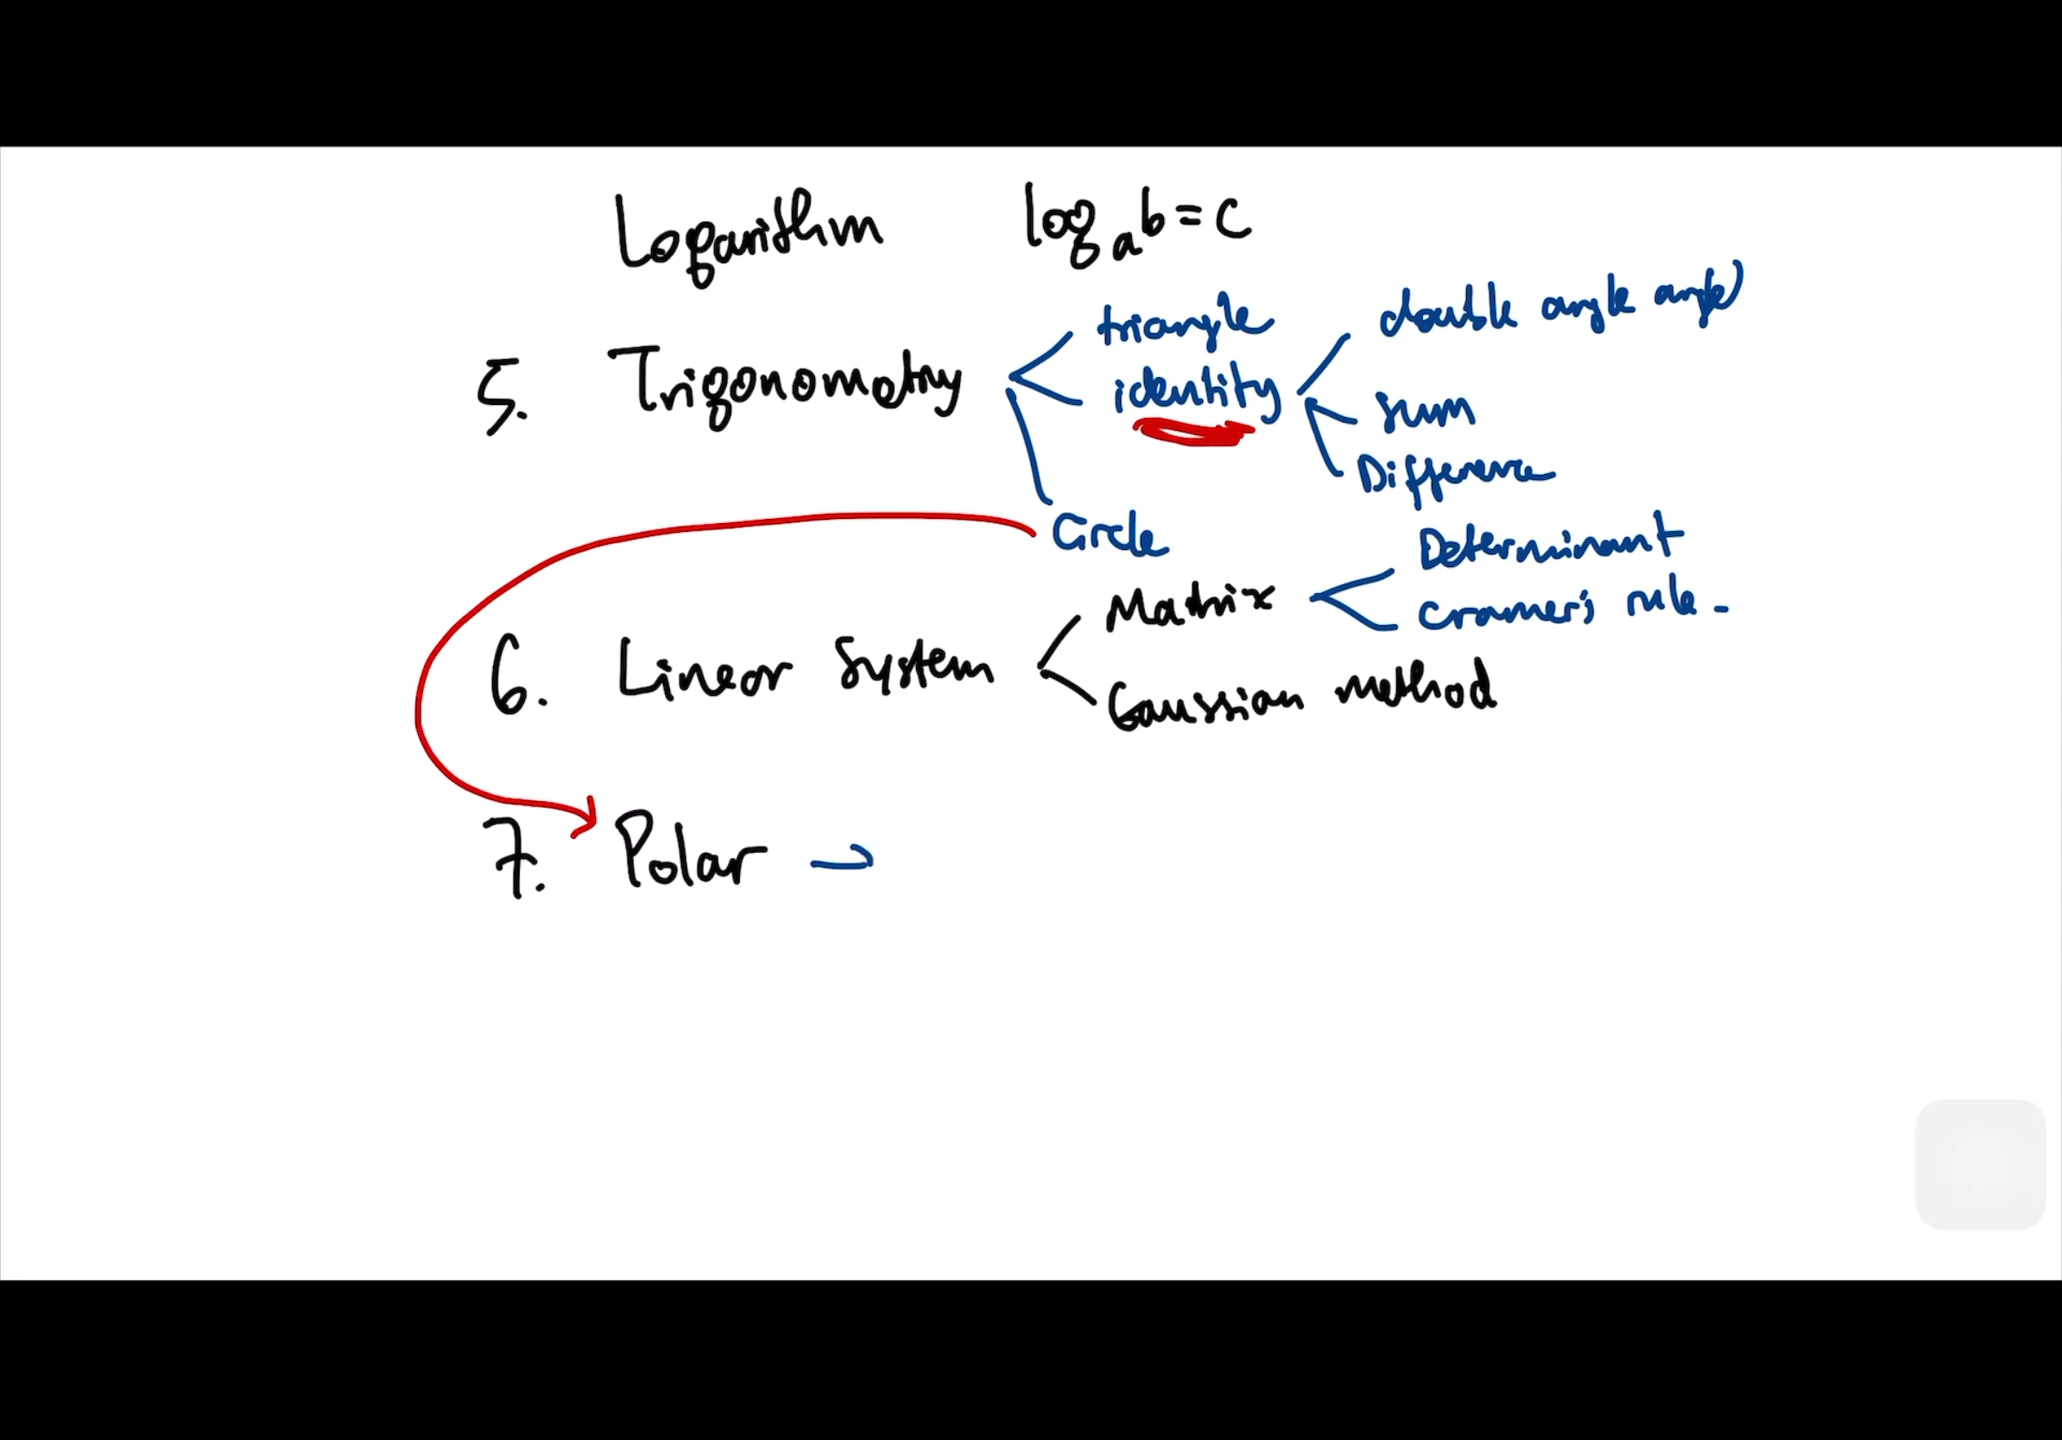 Logarithm log_a b = c
5. Trigonometry
triangle
identity
Circle
double angle angle
sum
Difference
6. Linear System
Matrix
Gaussian method
Determinant
Cramer's rule -
7. Polar →